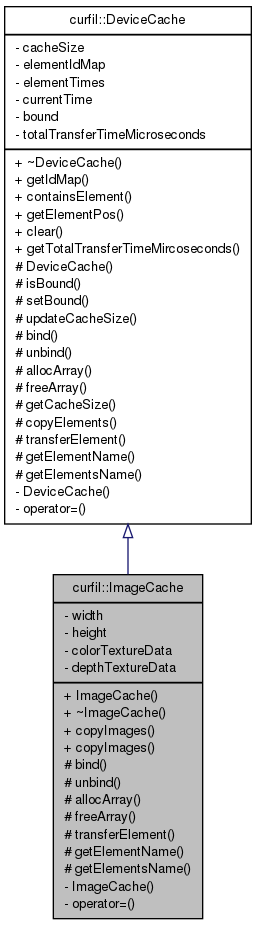 curfil::DeviceCache
- cacheSize
- elementIdMap
- elementTimes
- currentTime
- bound
- totalTransferTimeMicroseconds
+ ~DeviceCache()
+ getIdMap()
+ containsElement()
+ getElementPos()
+ clear()
+ getTotalTransferTimeMircoseconds()
# DeviceCache()
# isBound()
# setBound()
# updateCacheSize()
# bind()
# unbind()
# allocArray()
# freeArray()
# getCacheSize()
# copyElements()
# transferElement()
# getElementName()
# getElementsName()
- DeviceCache()
- operator=()
curfil::ImageCache
- width
- height
- colorTextureData
- depthTextureData
+ ImageCache()
+ ~ImageCache()
+ copyImages()
+ copyImages()
# bind()
# unbind()
# allocArray()
# freeArray()
# transferElement()
# getElementName()
# getElementsName()
- ImageCache()
- operator=()